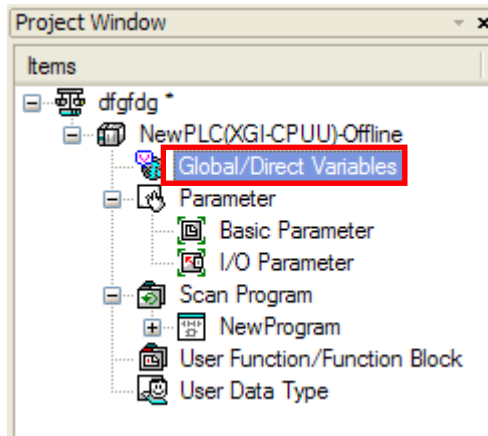 Project Window
Items
dfgfdg *
NewPLC(XGI-CPUU)-Offline
Global/Direct Variables
Parameter
Basic Parameter
I/O Parameter
Scan Program
NewProgram
User Function/Function Block
User Data Type